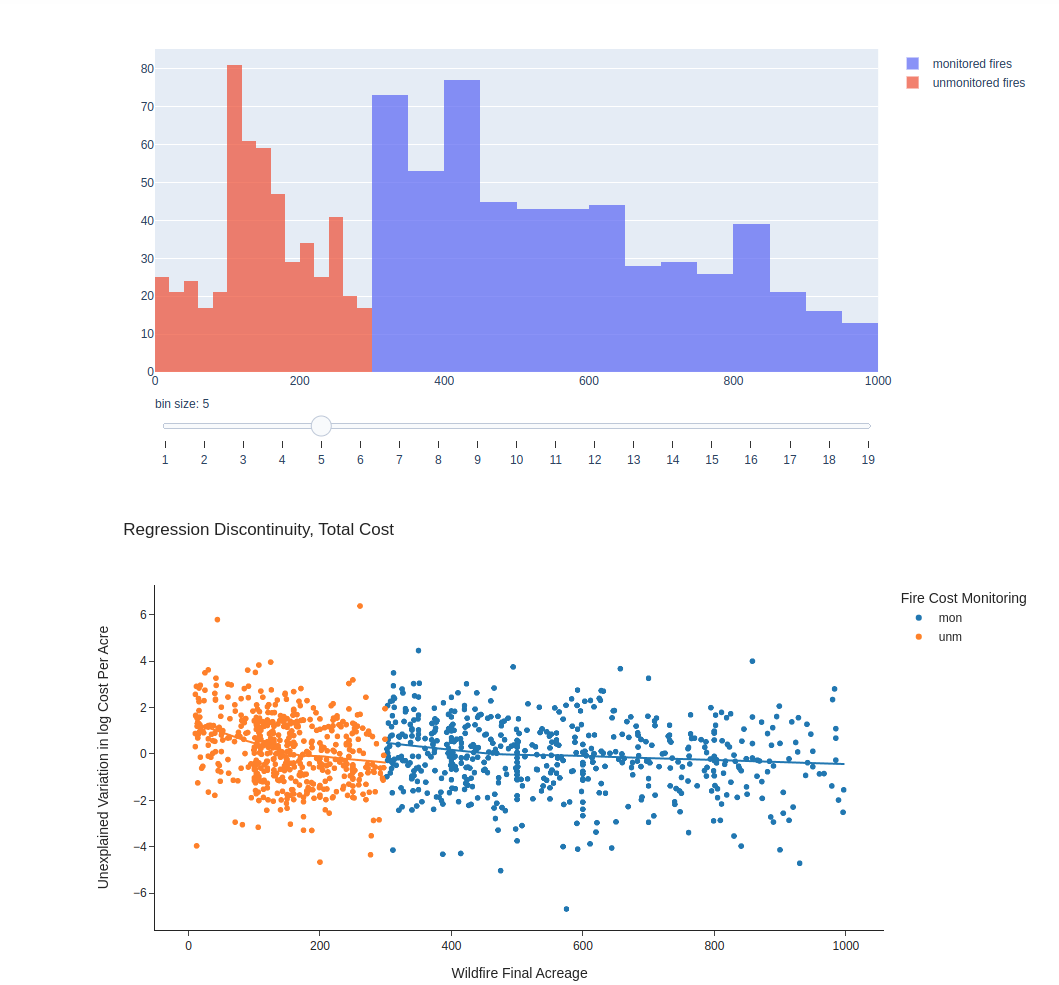 80
70
60
50
40
30
20
10
0
0 200 400 600 800 1000
monitored fires
unmonitored fires
bin size: 5
1 2 3 4 5 6 7 8 9 10 11 12 13 14 15 16 17 18 19
Regression Discontinuity, Total Cost
Unexplained Variation in log Cost Per Acre
6
4
2
0
−2
−4
−6
0 200 400 600 800 1000
Wildfire Final Acreage
Fire Cost Monitoring
mon
unm